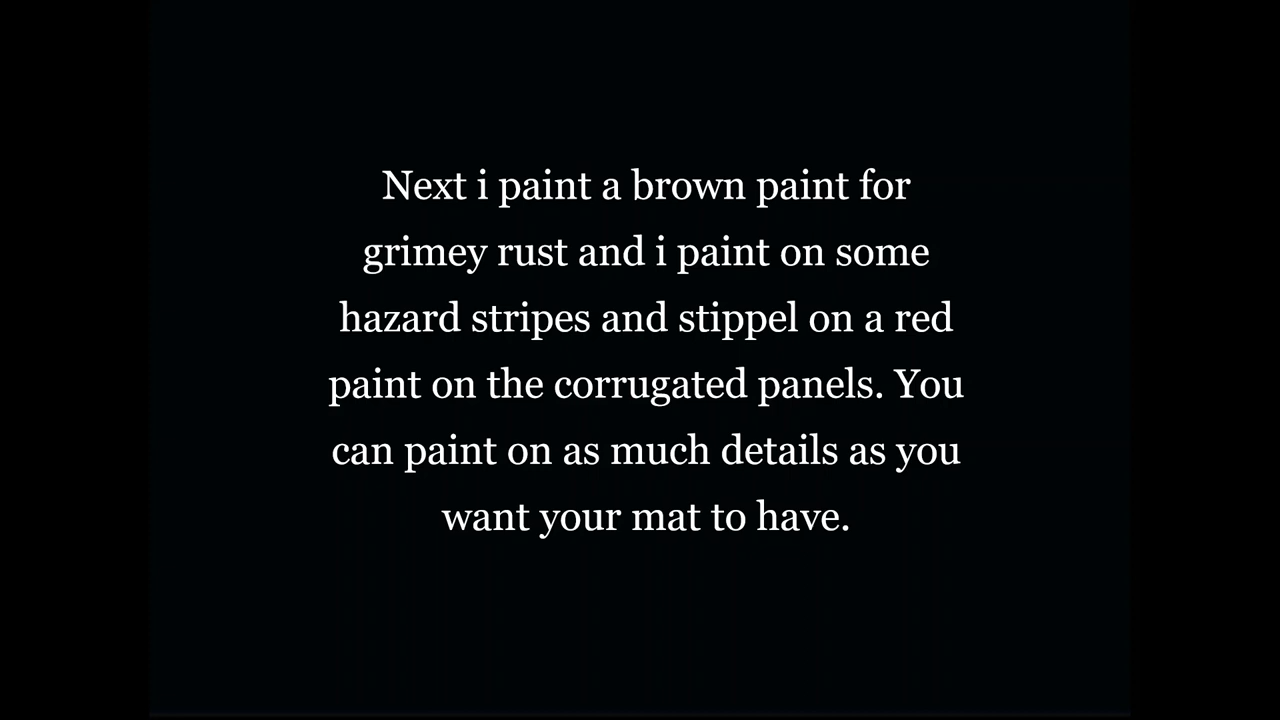 Next i paint a brown paint for
grimey rust and i paint on some
hazard stripes and stippel on a red
paint on the corrugated panels. You
can paint on as much details as you
want your mat to have.